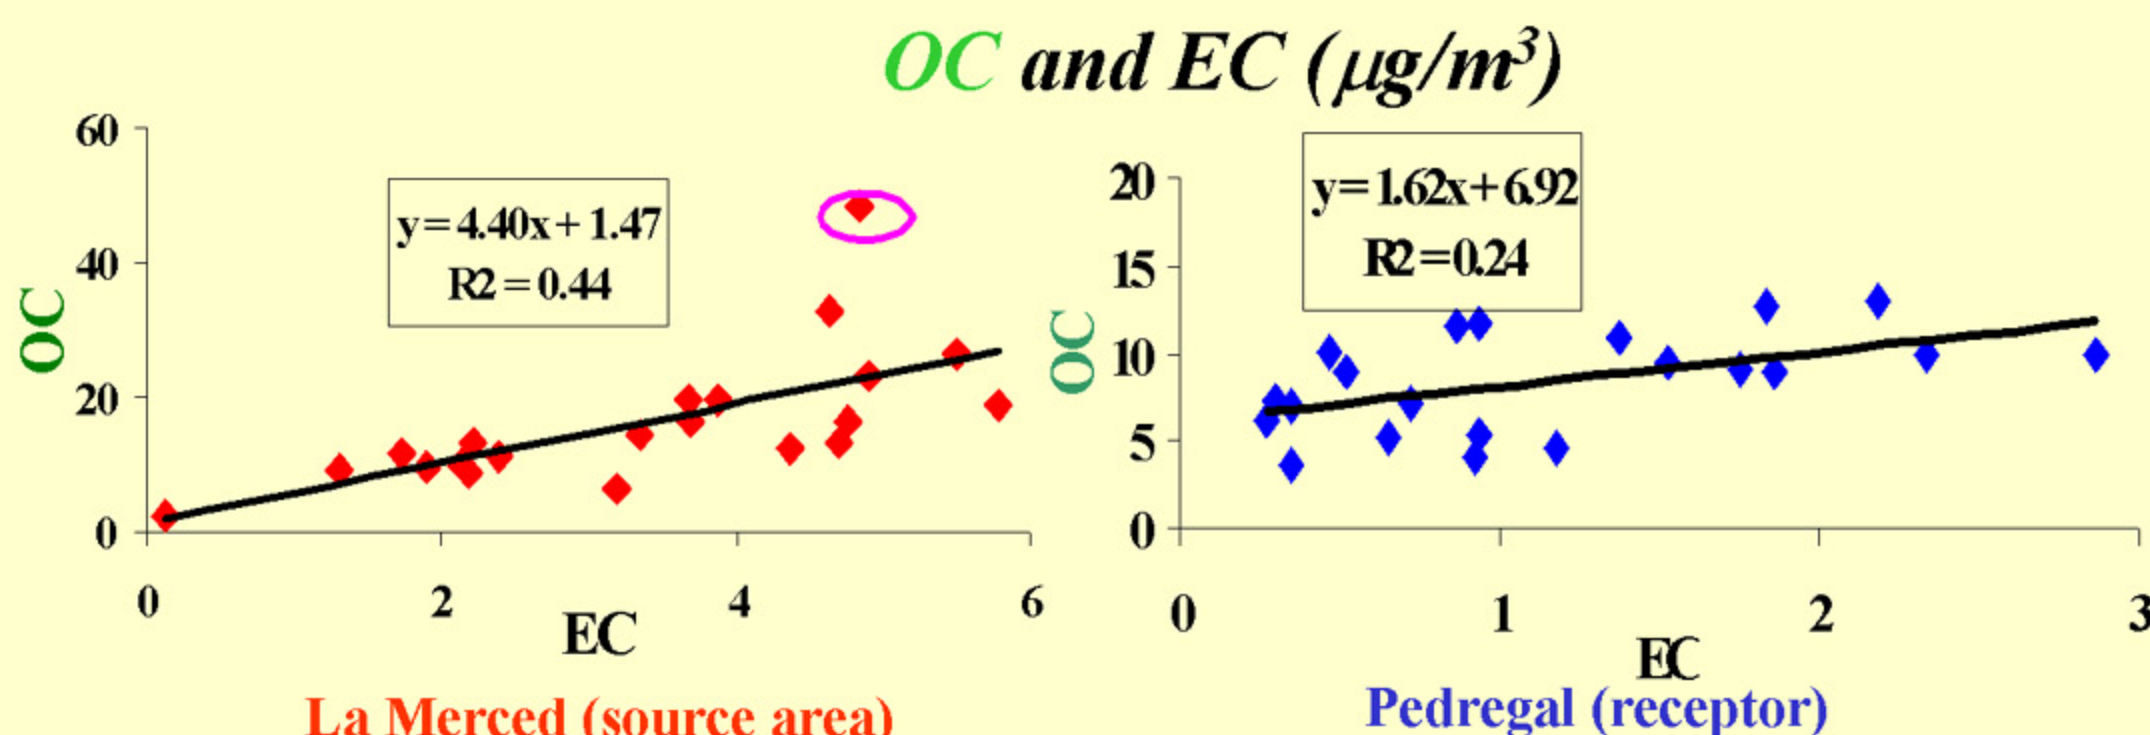 OC and EC (μg/m³)
60
40
20
0
OC
y=4.40x+1.47
R2=0.44
0
2
4
6
EC
La Merced (source area)
20
15
10
5
0
OC
y=1.62x+6.92
R2=0.24
0
1
2
3
EC
Pedregal (receptor)